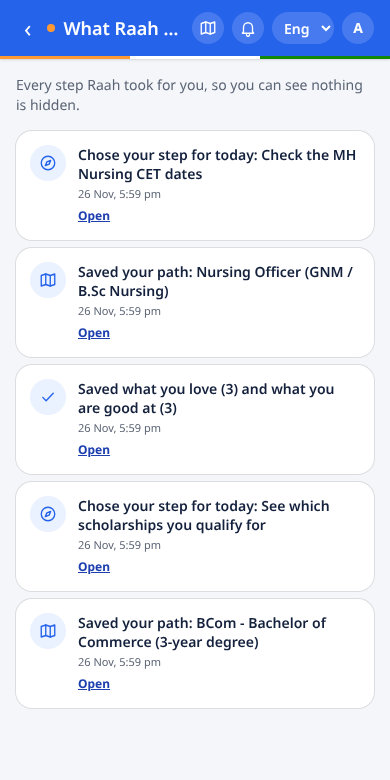 What Raah ...
Eng
A
Every step Raah took for you, so you can see nothing
is hidden.
Chose your step for today: Check the MH
Nursing CET dates
26 Nov, 5:59 pm
Open
Saved your path: Nursing Officer (GNM /
B.Sc Nursing)
26 Nov, 5:59 pm
Open
Saved what you love (3) and what you
are good at (3)
26 Nov, 5:59 pm
Open
Chose your step for today: See which
scholarships you qualify for
26 Nov, 5:59 pm
Open
Saved your path: BCom - Bachelor of
Commerce (3-year degree)
26 Nov, 5:59 pm
Open